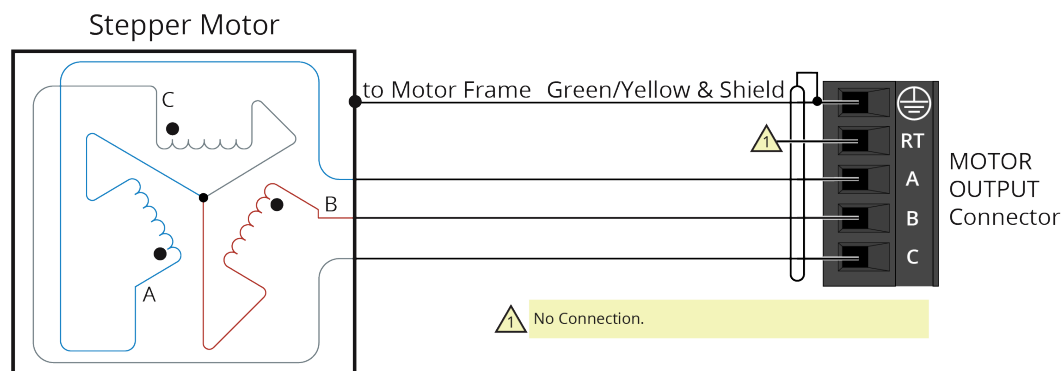 Stepper Motor
to Motor Frame Green/Yellow & Shield
C
1
RT
A
MOTOR
OUTPUT
Connector
B
B
C
A
1 No Connection.